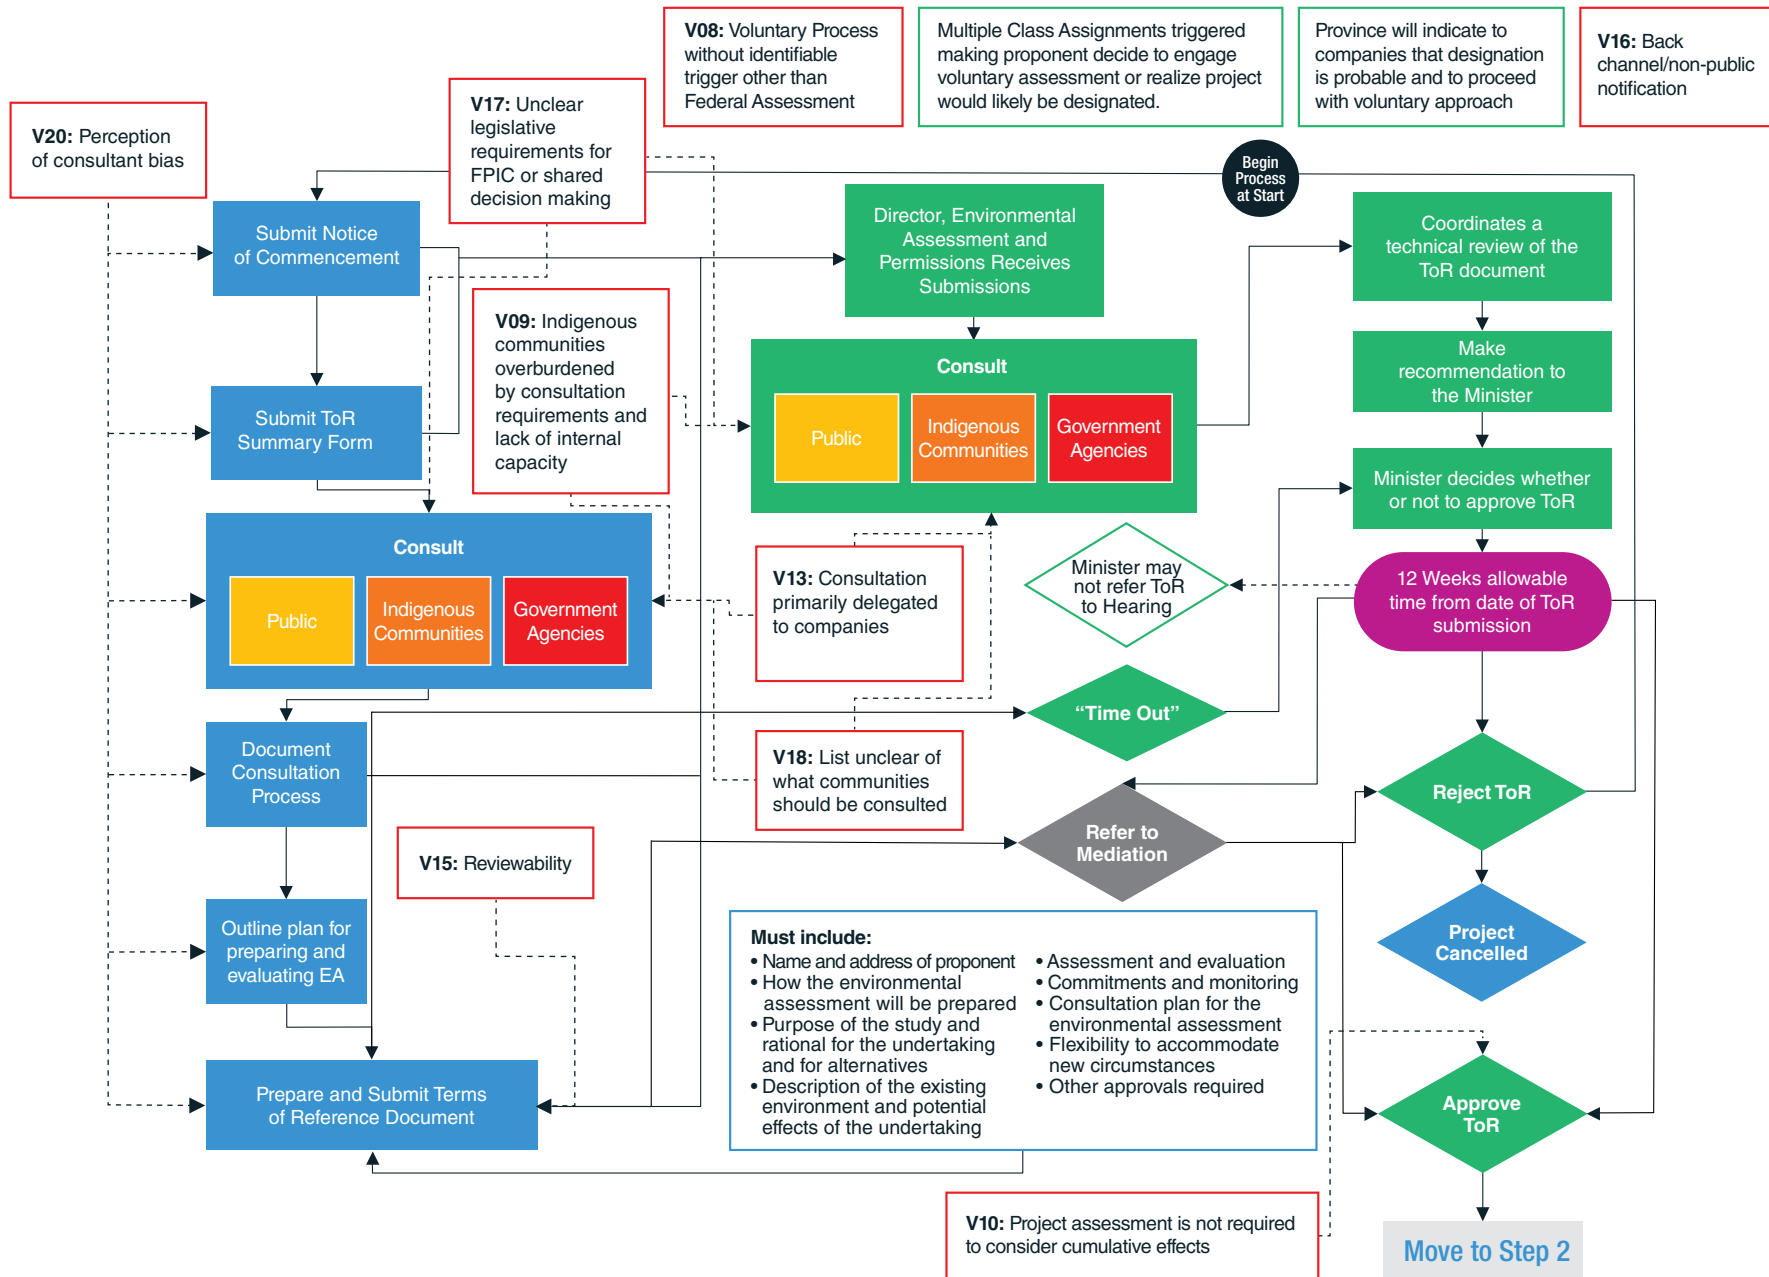 V08: Voluntary Process
without identifiable
trigger other than
Federal Assessment
Multiple Class Assignments triggered
making proponent decide to engage
voluntary assessment or realize project
would likely be designated.
Province will indicate to
companies that designation
is probable and to proceed
with voluntary approach
V16: Back
channel/non-public
notification
V17: Unclear
legislative
requirements for
FPIC or shared
decision making
V20: Perception
of consultant bias
Begin
Process
at Start
Submit Notice
of Commencement
Director, Environmental
Assessment and
Permissions Receives
Submissions
Coordinates a
technical review of the
ToR document
V09: Indigenous
communities
overburdened
by consultation
requirements and
lack of internal
capacity
Make
recommendation to
the Minister
Consult
Public
Indigenous
Communities
Government
Agencies
Submit ToR
Summary Form
Minister decides whether
or not to approve ToR
Consult
Public
Indigenous
Communities
Government
Agencies
V13: Consultation
primarily delegated
to companies
Minister may
not refer ToR
to Hearing
12 Weeks allowable
time from date of ToR
submission
“Time Out”
Document
Consultation
Process
V18: List unclear of
what communities
should be consulted
Reject ToR
Refer to
Mediation
V15: Reviewability
Outline plan for
preparing and
evaluating EA
Project
Cancelled
Must include:
• Name and address of proponent
• How the environmental
assessment will be prepared
• Purpose of the study and
rational for the undertaking
and for alternatives
• Description of the existing
environment and potential
effects of the undertaking
• Assessment and evaluation
• Commitments and monitoring
• Consultation plan for the
environmental assessment
• Flexibility to accommodate
new circumstances
• Other approvals required
Prepare and Submit Terms
of Reference Document
Approve
ToR
V10: Project assessment is not required
to consider cumulative effects
Move to Step 2